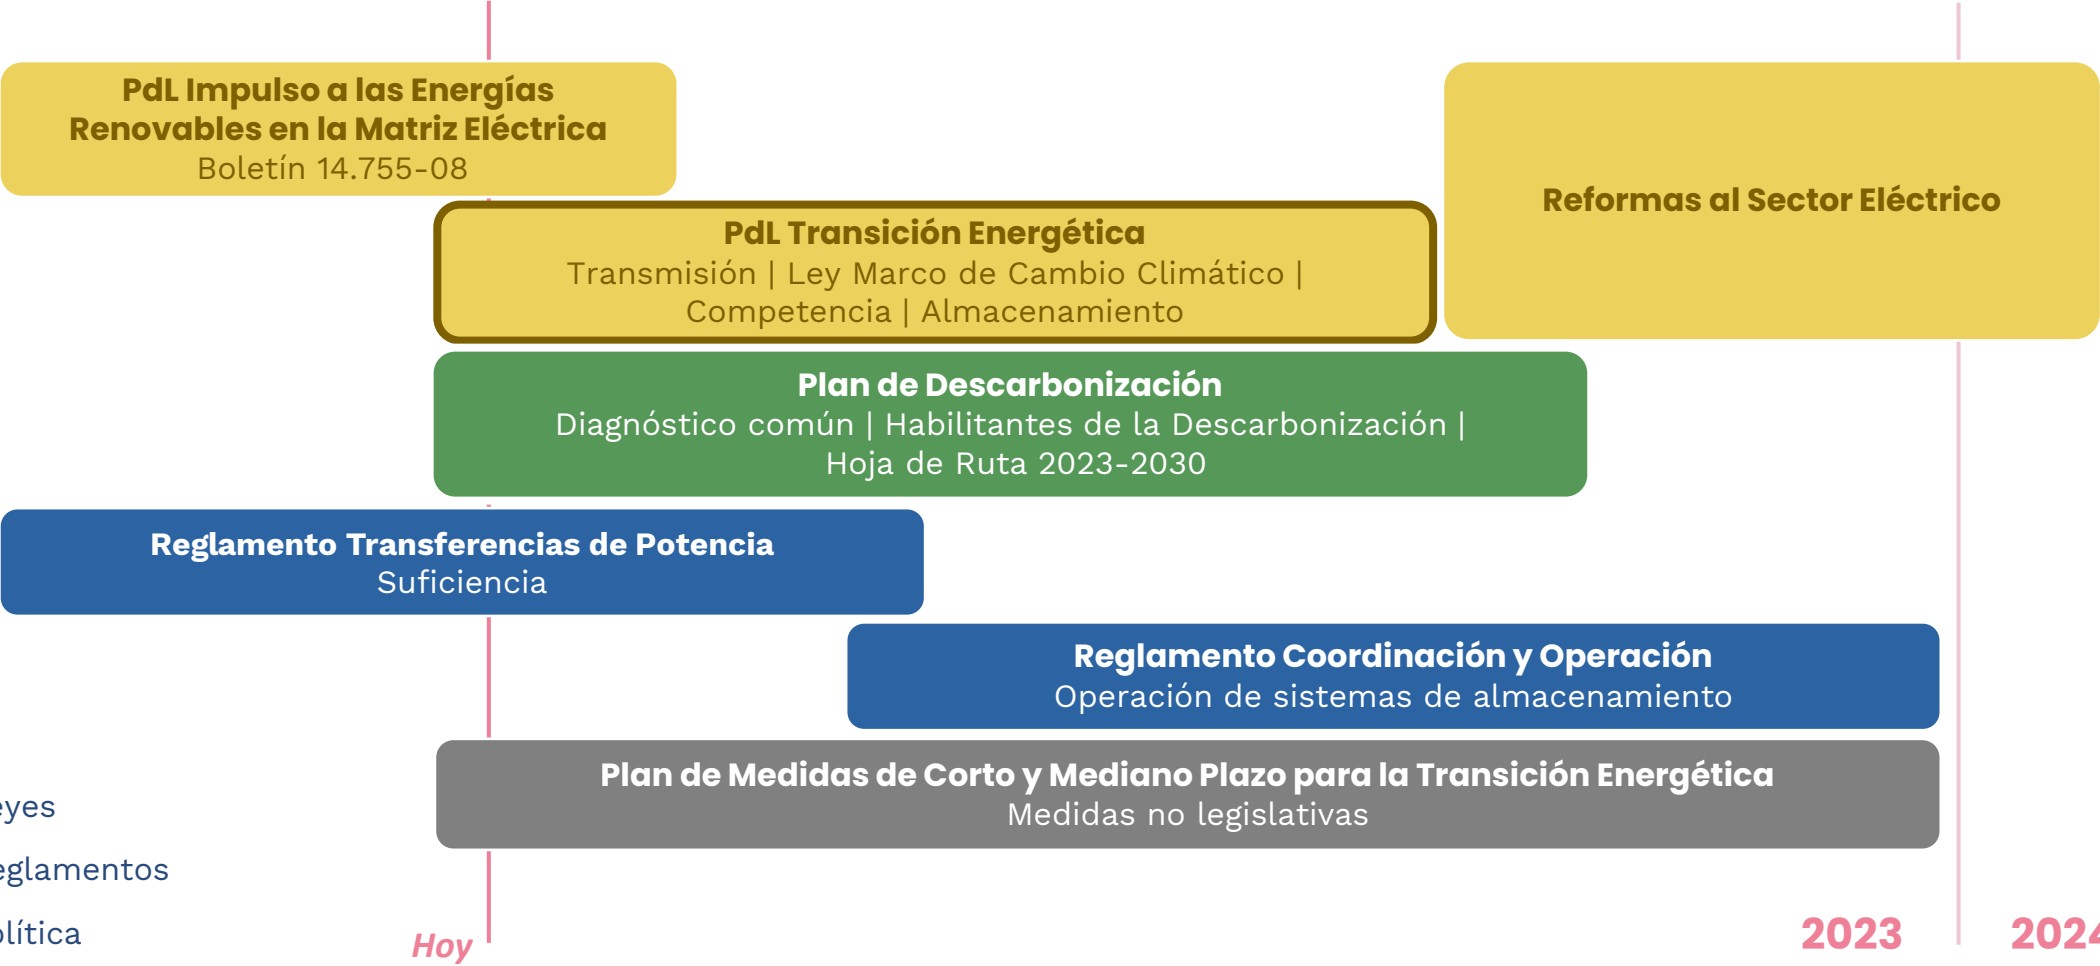 PdL Impulso a las Energías
Renovables en la Matriz Eléctrica
Boletín 14.755-08
Reformas al Sector Eléctrico
PdL Transición Energética
Transmisión | Ley Marco de Cambio Climático |
Competencia | Almacenamiento
Plan de Descarbonización
Diagnóstico común | Habilitantes de la Descarbonización |
Hoja de Ruta 2023-2030
Reglamento Transferencias de Potencia
Suficiencia
Reglamento Coordinación y Operación
Operación de sistemas de almacenamiento
Plan de Medidas de Corto y Mediano Plazo para la Transición Energética
Medidas no legislativas
eyes
eglamentos
olítica
Hoy
2023
2024